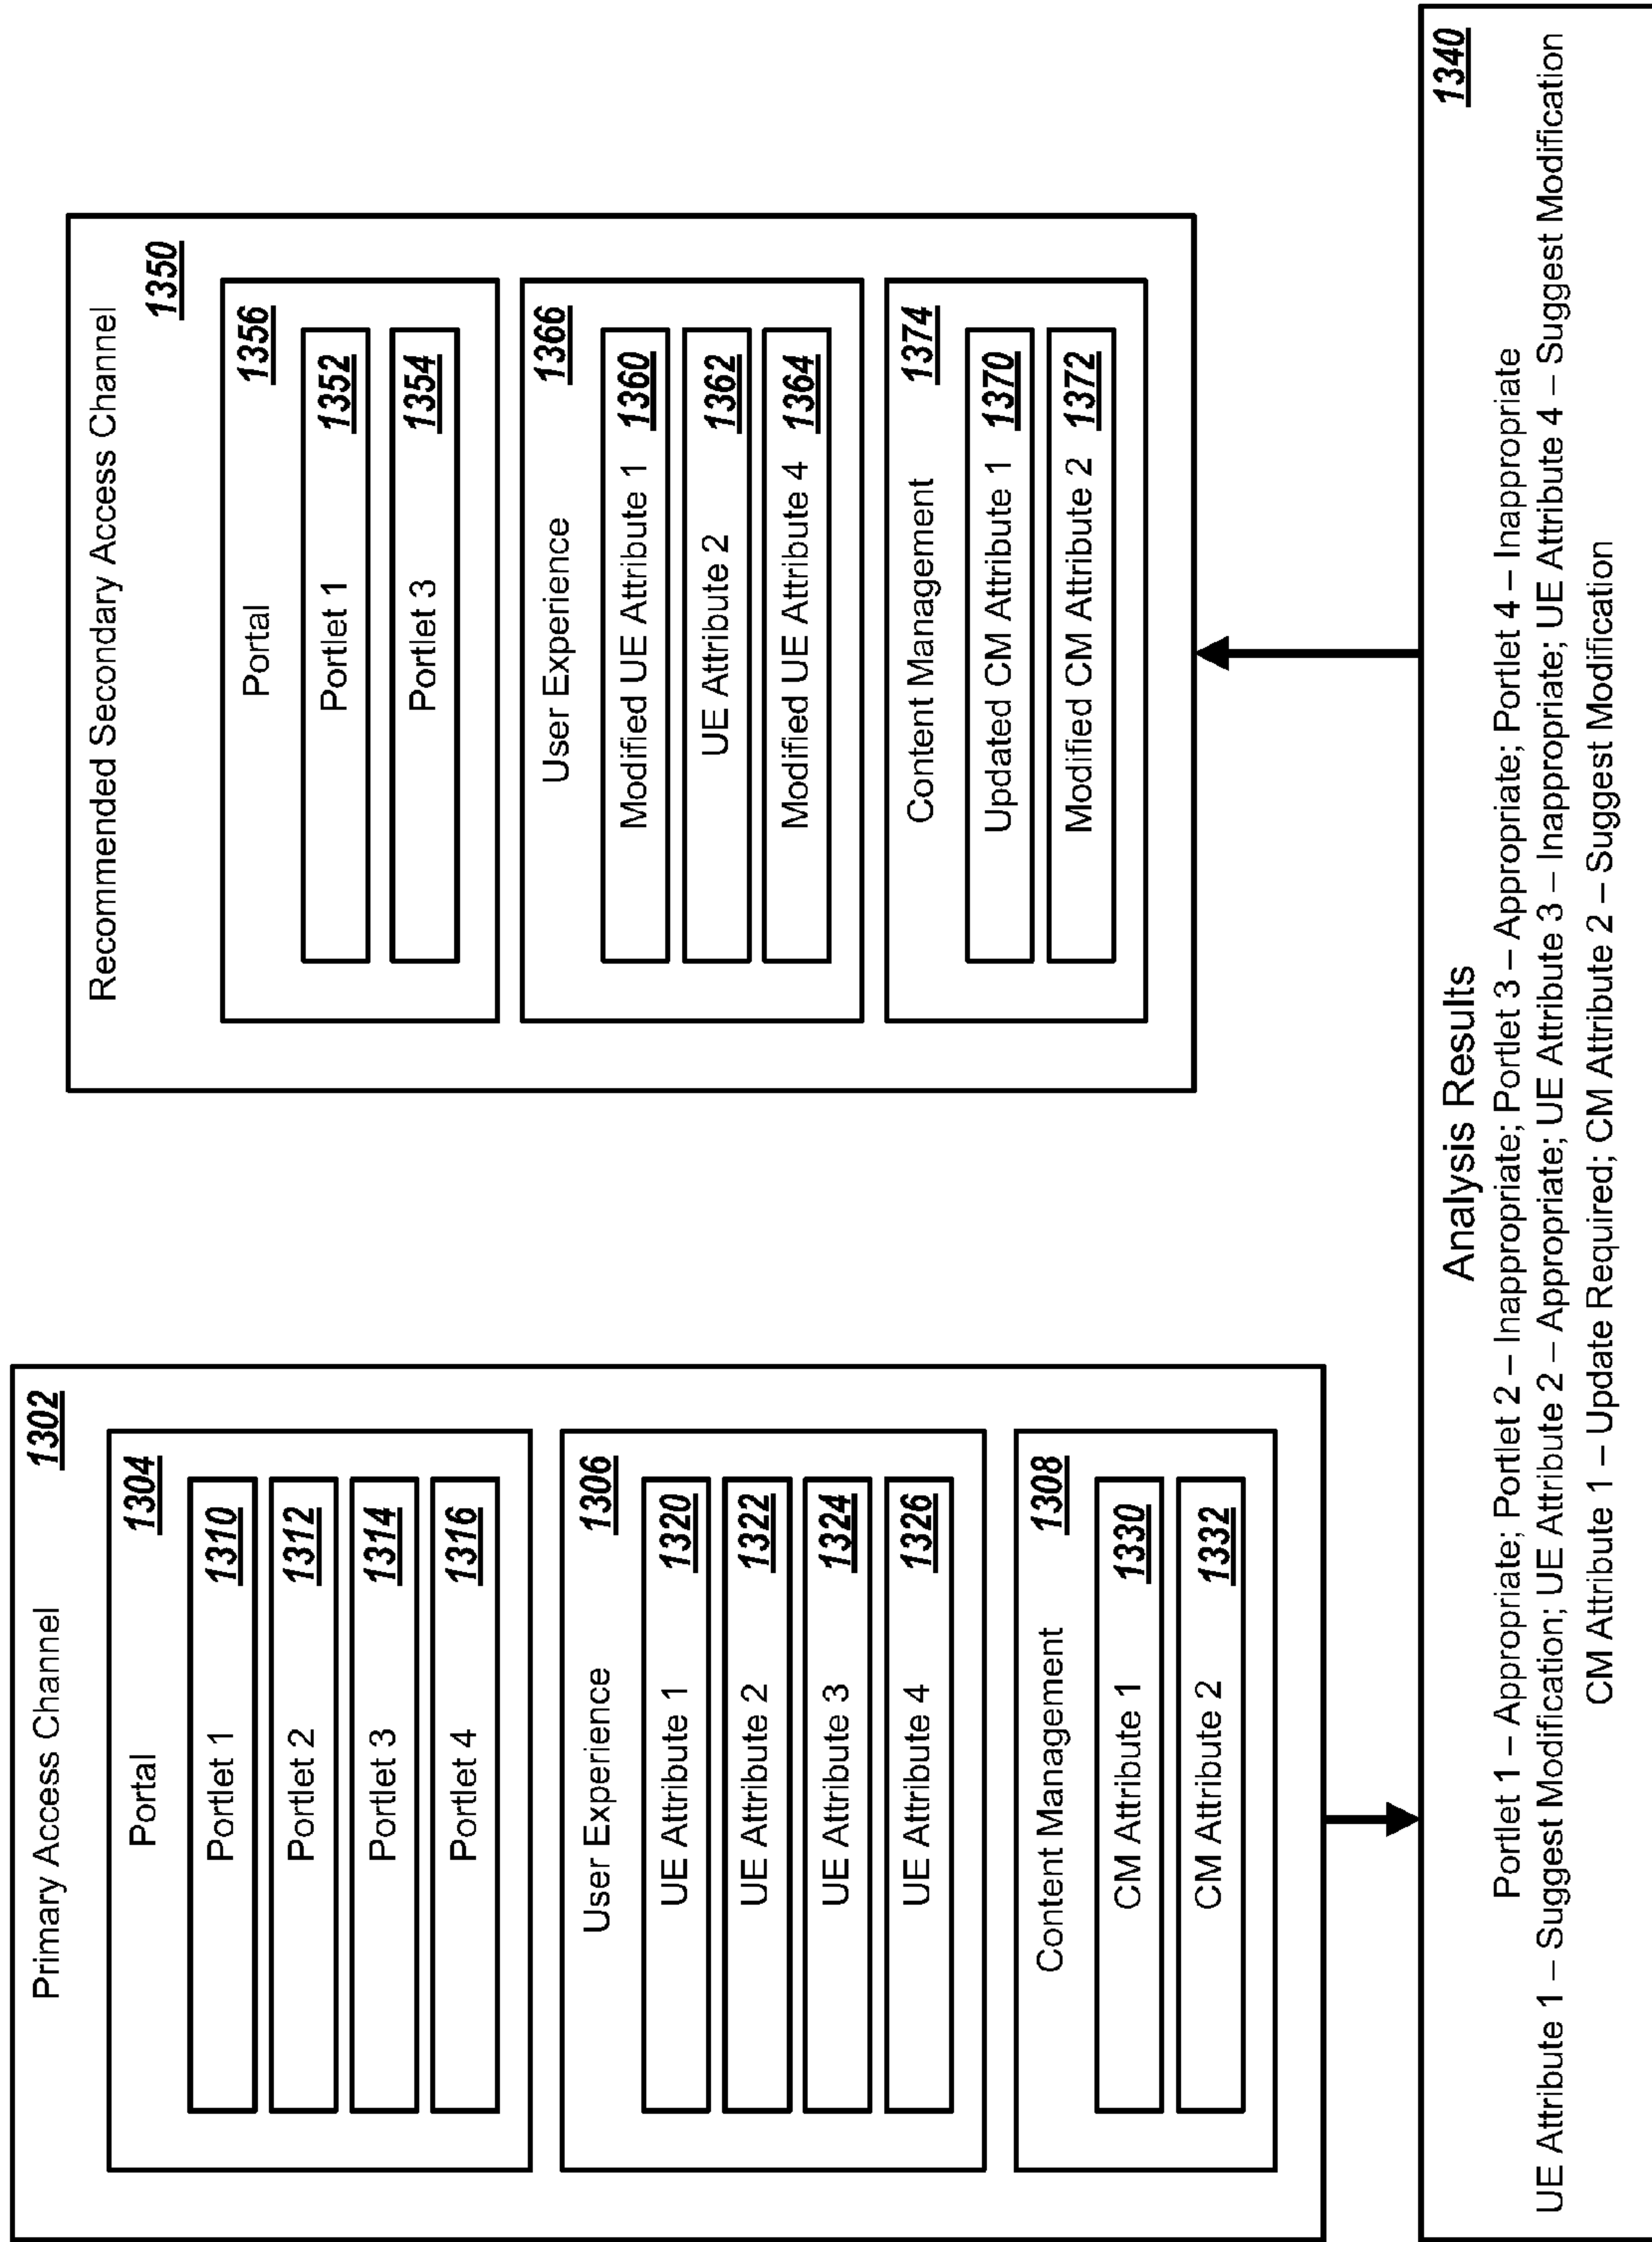 Primary Access Channel
1302
Portal
1304
Portlet 1
1310
Portlet 2
1312
Portlet 3
1314
Portlet 4
1316
User Experience
1306
UE Attribute 1
1320
UE Attribute 2
1322
UE Attribute 3
1324
UE Attribute 4
1326
Content Management
1308
CM Attribute 1
1330
CM Attribute 2
1332
Recommended Secondary Access Channel
1350
Portal
1356
Portlet 1
1352
Portlet 3
1354
User Experience
1366
Modified UE Attribute 1
1360
UE Attribute 2
1362
Modified UE Attribute 4
1364
Content Management
1374
Updated CM Attribute 1
1370
Modified CM Attribute 2
1372
Analysis Results
1340
Portlet 1 – Appropriate; Portlet 2 – Inappropriate; Portlet 3 – Appropriate; Portlet 4 – Inappropriate
UE Attribute 1 – Suggest Modification; UE Attribute 2 – Appropriate; UE Attribute 3 – Inappropriate; UE Attribute 4 – Suggest Modification
CM Attribute 1 – Update Required; CM Attribute 2 – Suggest Modification